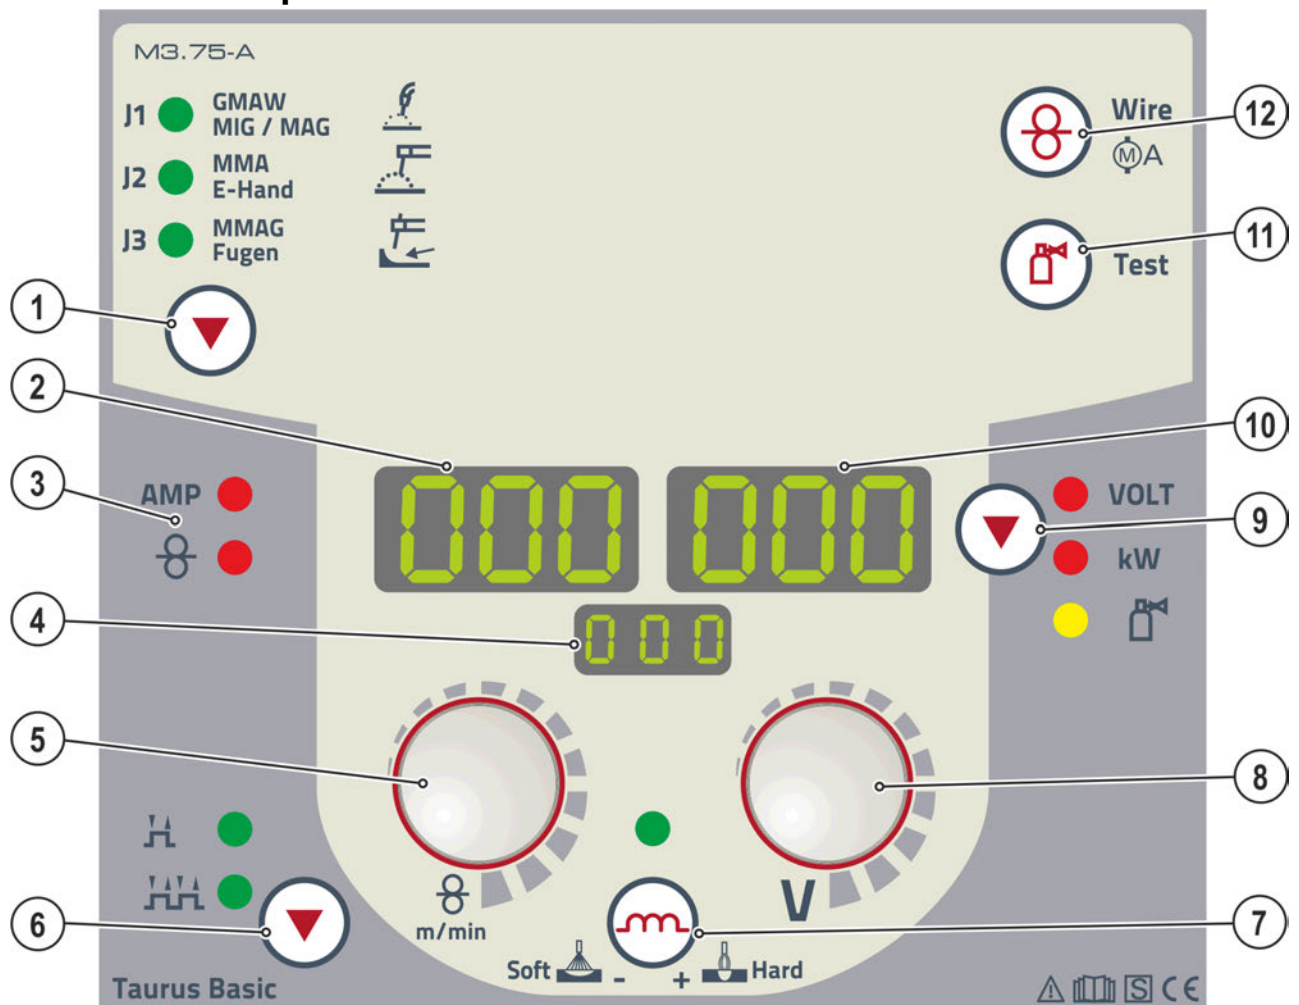 M3.75-A
J1 GMAW
MIG / MAG
J2 MMA
E-Hand
J3 MMAG
Fugen
Wire
M A
Test
12
11
1
2
10
3
AMP
000
000
VOLT
kW
9
4
000
5
8
m/min
V
6
7
Soft - + Hard
Taurus Basic
S CE